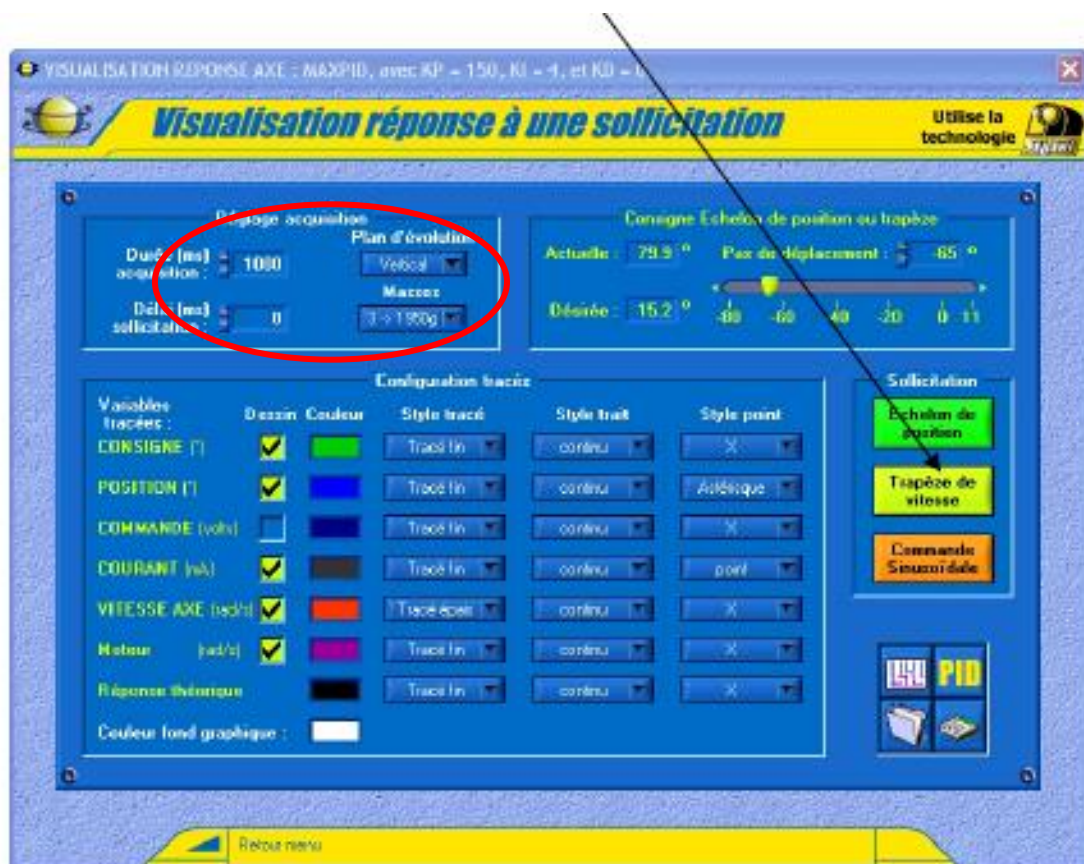 VISUALISATION REPONSE AXE : MAXPID, avec KP = 150, KI = 4, et KD =
Visualisation réponse à une sollicitation
Utilise la
technologie
Réglage acquisition
Durée (ms)
acquisition :
1000
Plan d'évolution
Vertical
Délai (ms)
sollicitation :
0
Masses
3 -> 1950g
Consigne Echelon de position ou trapèze
Actuelle : 79.9 ° Pas de déplacement : -65 °
Désirée : 15.2 °
-80 -60 40 -20 0 11
Configuration tracés
Variables
tracées :
Dessin Couleur Style tracé Style trait Style point
CONSIGNE (°) Tracé fin continu X
POSITION (°) Tracé fin continu Astérisque
COMMANDE (volts) Tracé fin continu X
COURANT (mA) Tracé fin continu point
VITESSE AXE (rad/s) Tracé épais continu X
Moteur (rad/s) Tracé fin continu X
Réponse théorique Tracé fin continu X
Couleur fond graphique :
Sollicitation
Echelon de
position
Trapèze de
vitesse
Commande
Sinusoïdale
PID
Retour menu